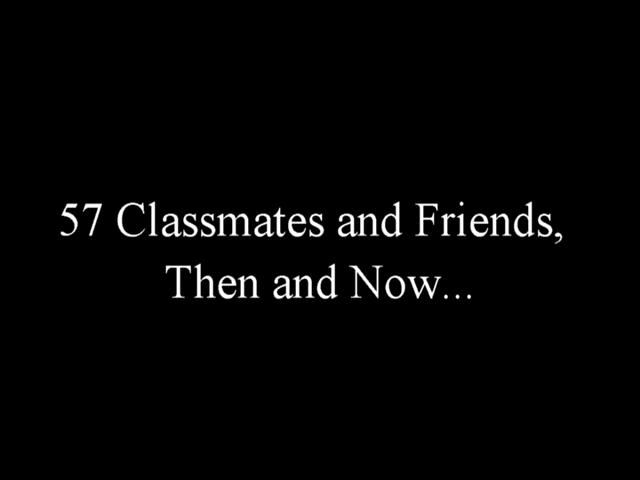 57 Classmates and Friends,
Then and Now...